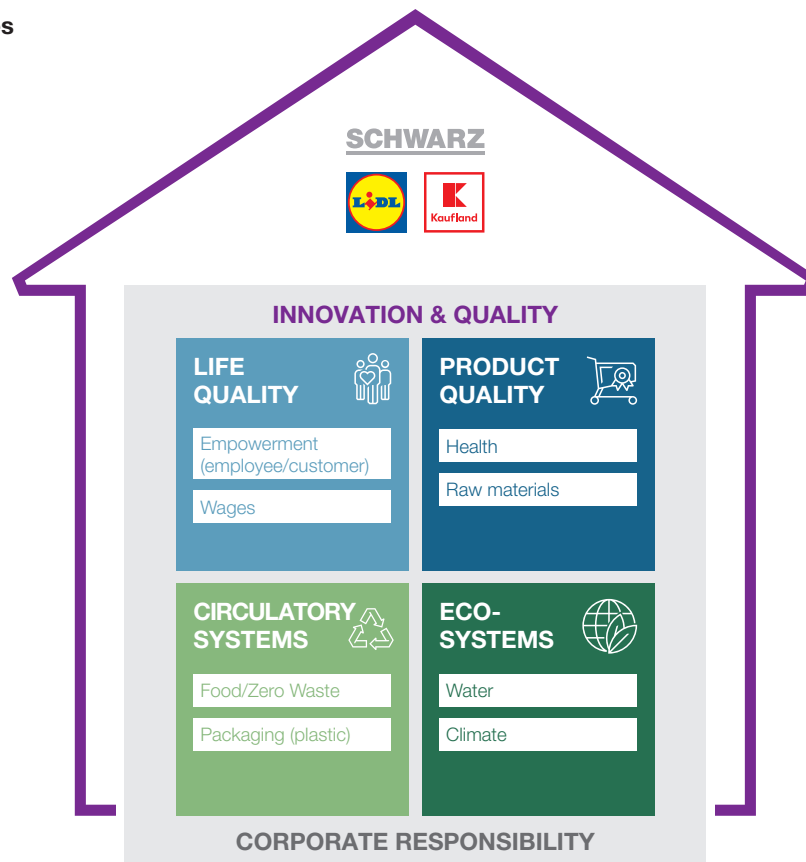 SCHWARZ
LIDL
K
Kaufland
INNOVATION & QUALITY
LIFE
QUALITY
Empowerment
(employee/customer)
Wages
PRODUCT
QUALITY
Health
Raw materials
CIRCULATORY
SYSTEMS
Food/Zero Waste
Packaging (plastic)
ECO-
SYSTEMS
Water
Climate
CORPORATE RESPONSIBILITY